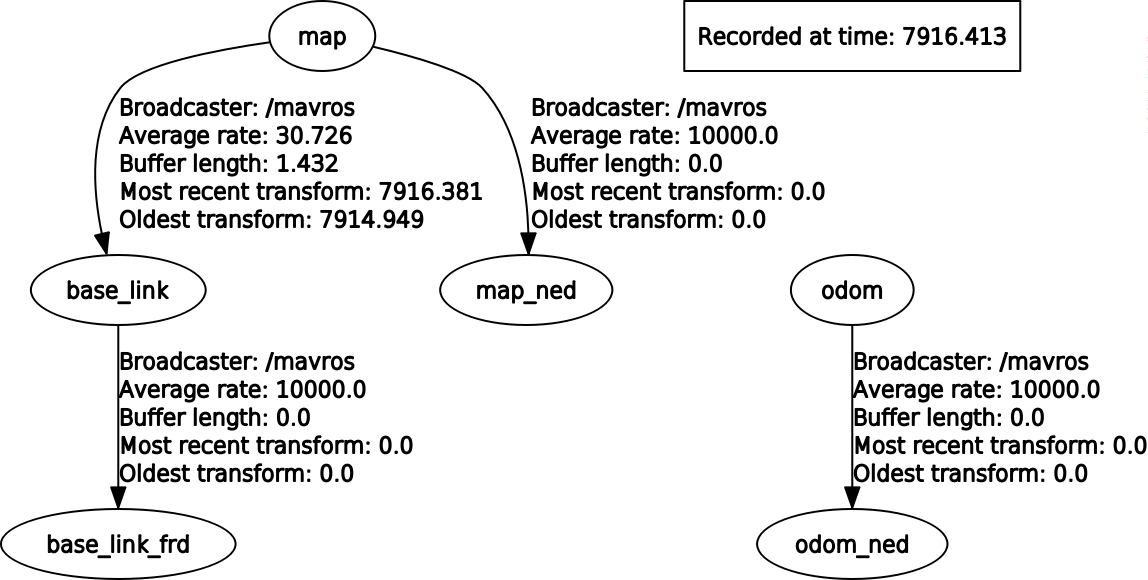 map
Recorded at time: 7916.413
Broadcaster: /mavros
Average rate: 30.726
Buffer length: 1.432
Most recent transform: 7916.381
Oldest transform: 7914.949
Broadcaster: /mavros
Average rate: 10000.0
Buffer length: 0.0
Most recent transform: 0.0
Oldest transform: 0.0
base_link
map_ned
odom
Broadcaster: /mavros
Average rate: 10000.0
Buffer length: 0.0
Most recent transform: 0.0
Oldest transform: 0.0
Broadcaster: /mavros
Average rate: 10000.0
Buffer length: 0.0
Most recent transform: 0.0
Oldest transform: 0.0
base_link_frd
odom_ned